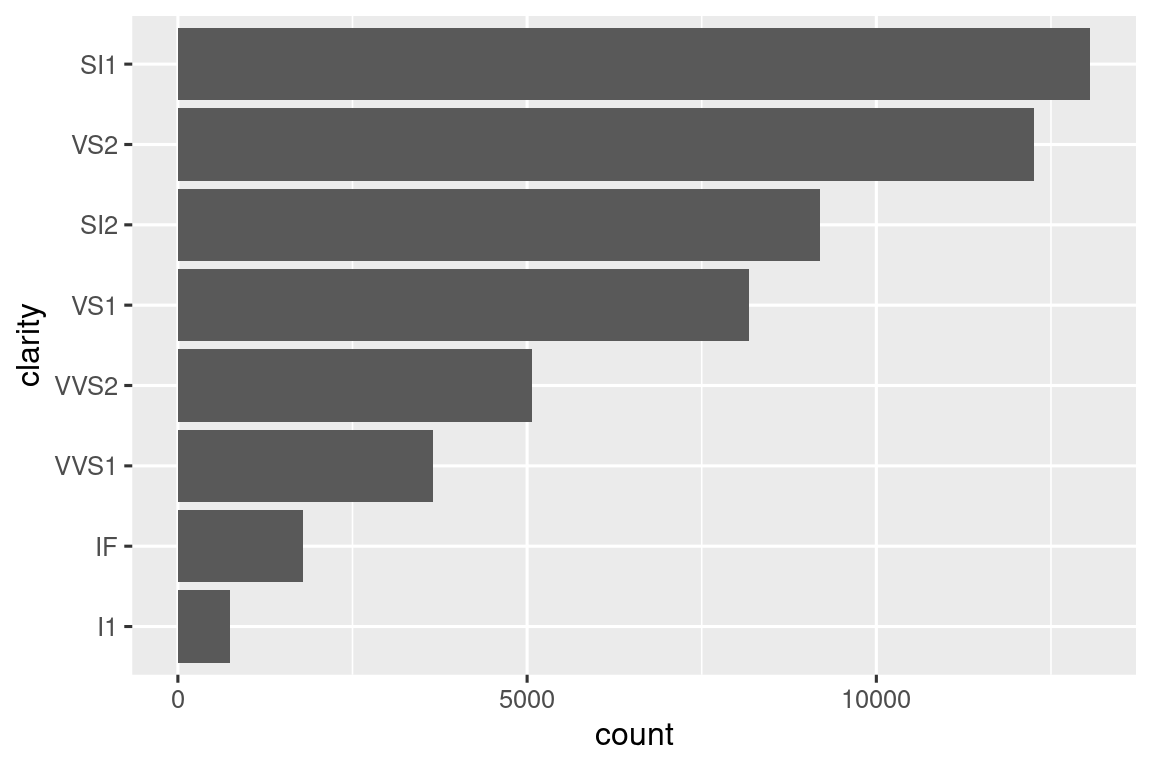 SI1
VS2
SI2
VS1
clarity
VVS2
VVS1
IF
I1
0 5000 10000
count